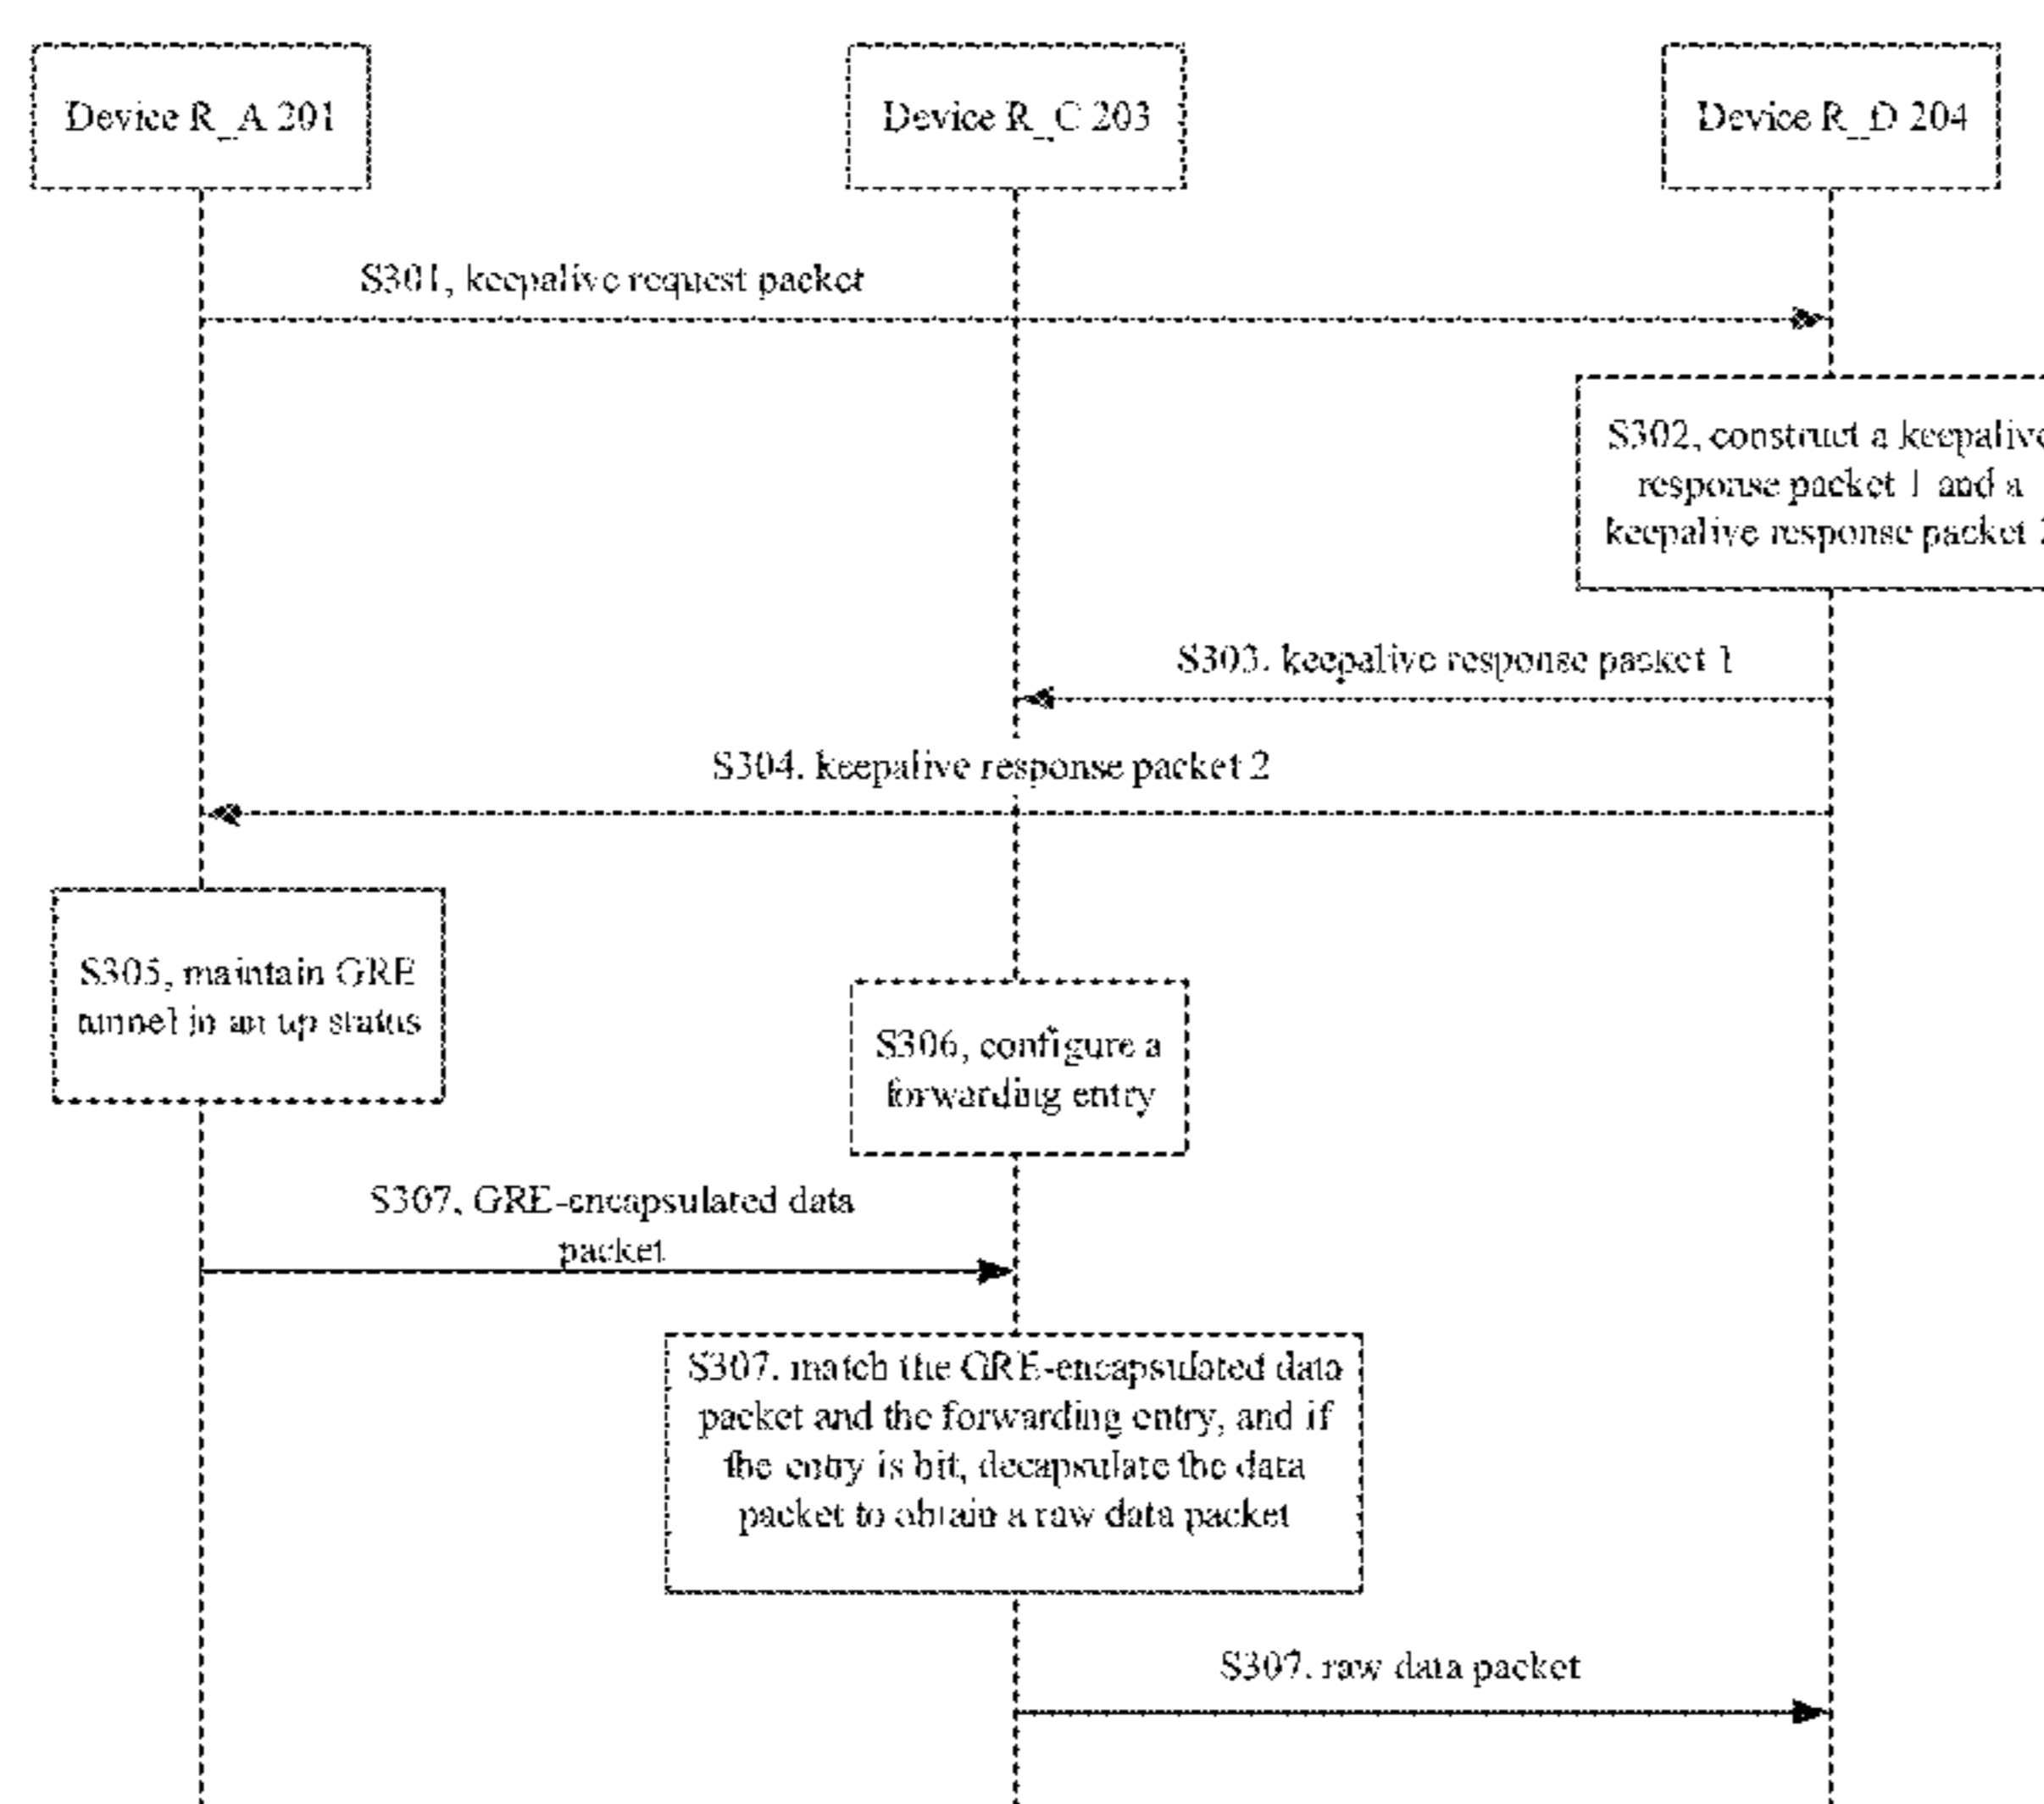 Device R_A 201
Device R_C 203
Device R_D 204
S301, keepalive request packet
S302, construct a keepalive
response packet 1 and a
keepalive response packet 2
S303. keepalive response packet 1
S304. keepalive response packet 2
S305, maintain GRE
tunnel in an up status
S306, configure a
forwarding entry
S307, GRE-encapsulated data
packet
S307. match the GRE-encapsulated data
packet and the forwarding entry, and if
the entry is hit, decapsulate the data
packet to obtain a raw data packet
S307. raw data packet